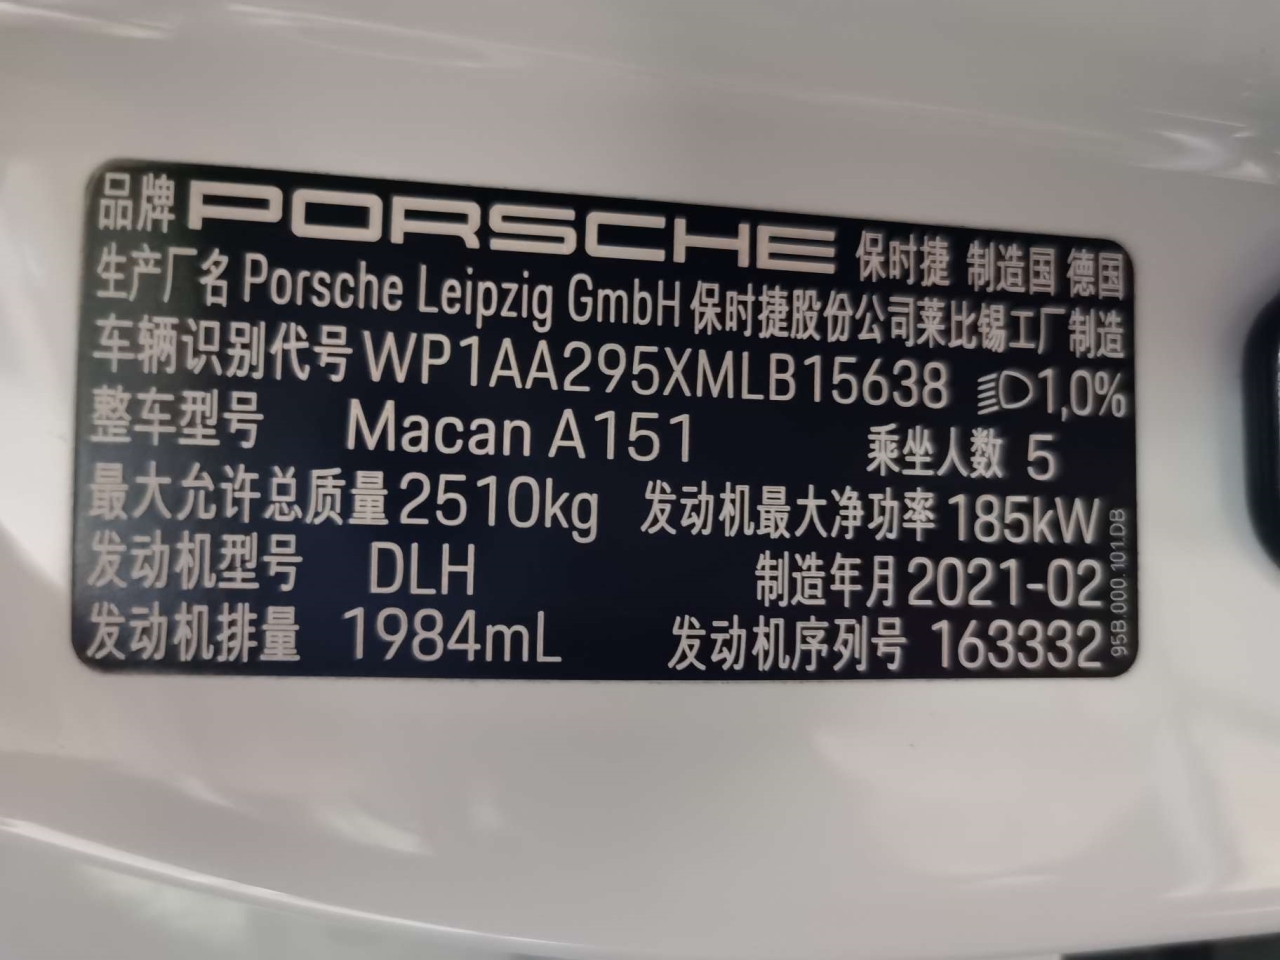 品牌 PORSCHE 保时捷 制造国 德国
生产厂名 Porsche Leipzig GmbH 保时捷股份公司莱比锡工厂制造
车辆识别代号 WP1AA295XMLB15638 1,0%
整车型号 Macan A151 乘坐人数 5
最大允许总质量 2510kg 发动机最大净功率 185kW
发动机型号 DLH 制造年月 2021-02
发动机排量 1984mL 发动机序列号 163332
95B.000.101.DB